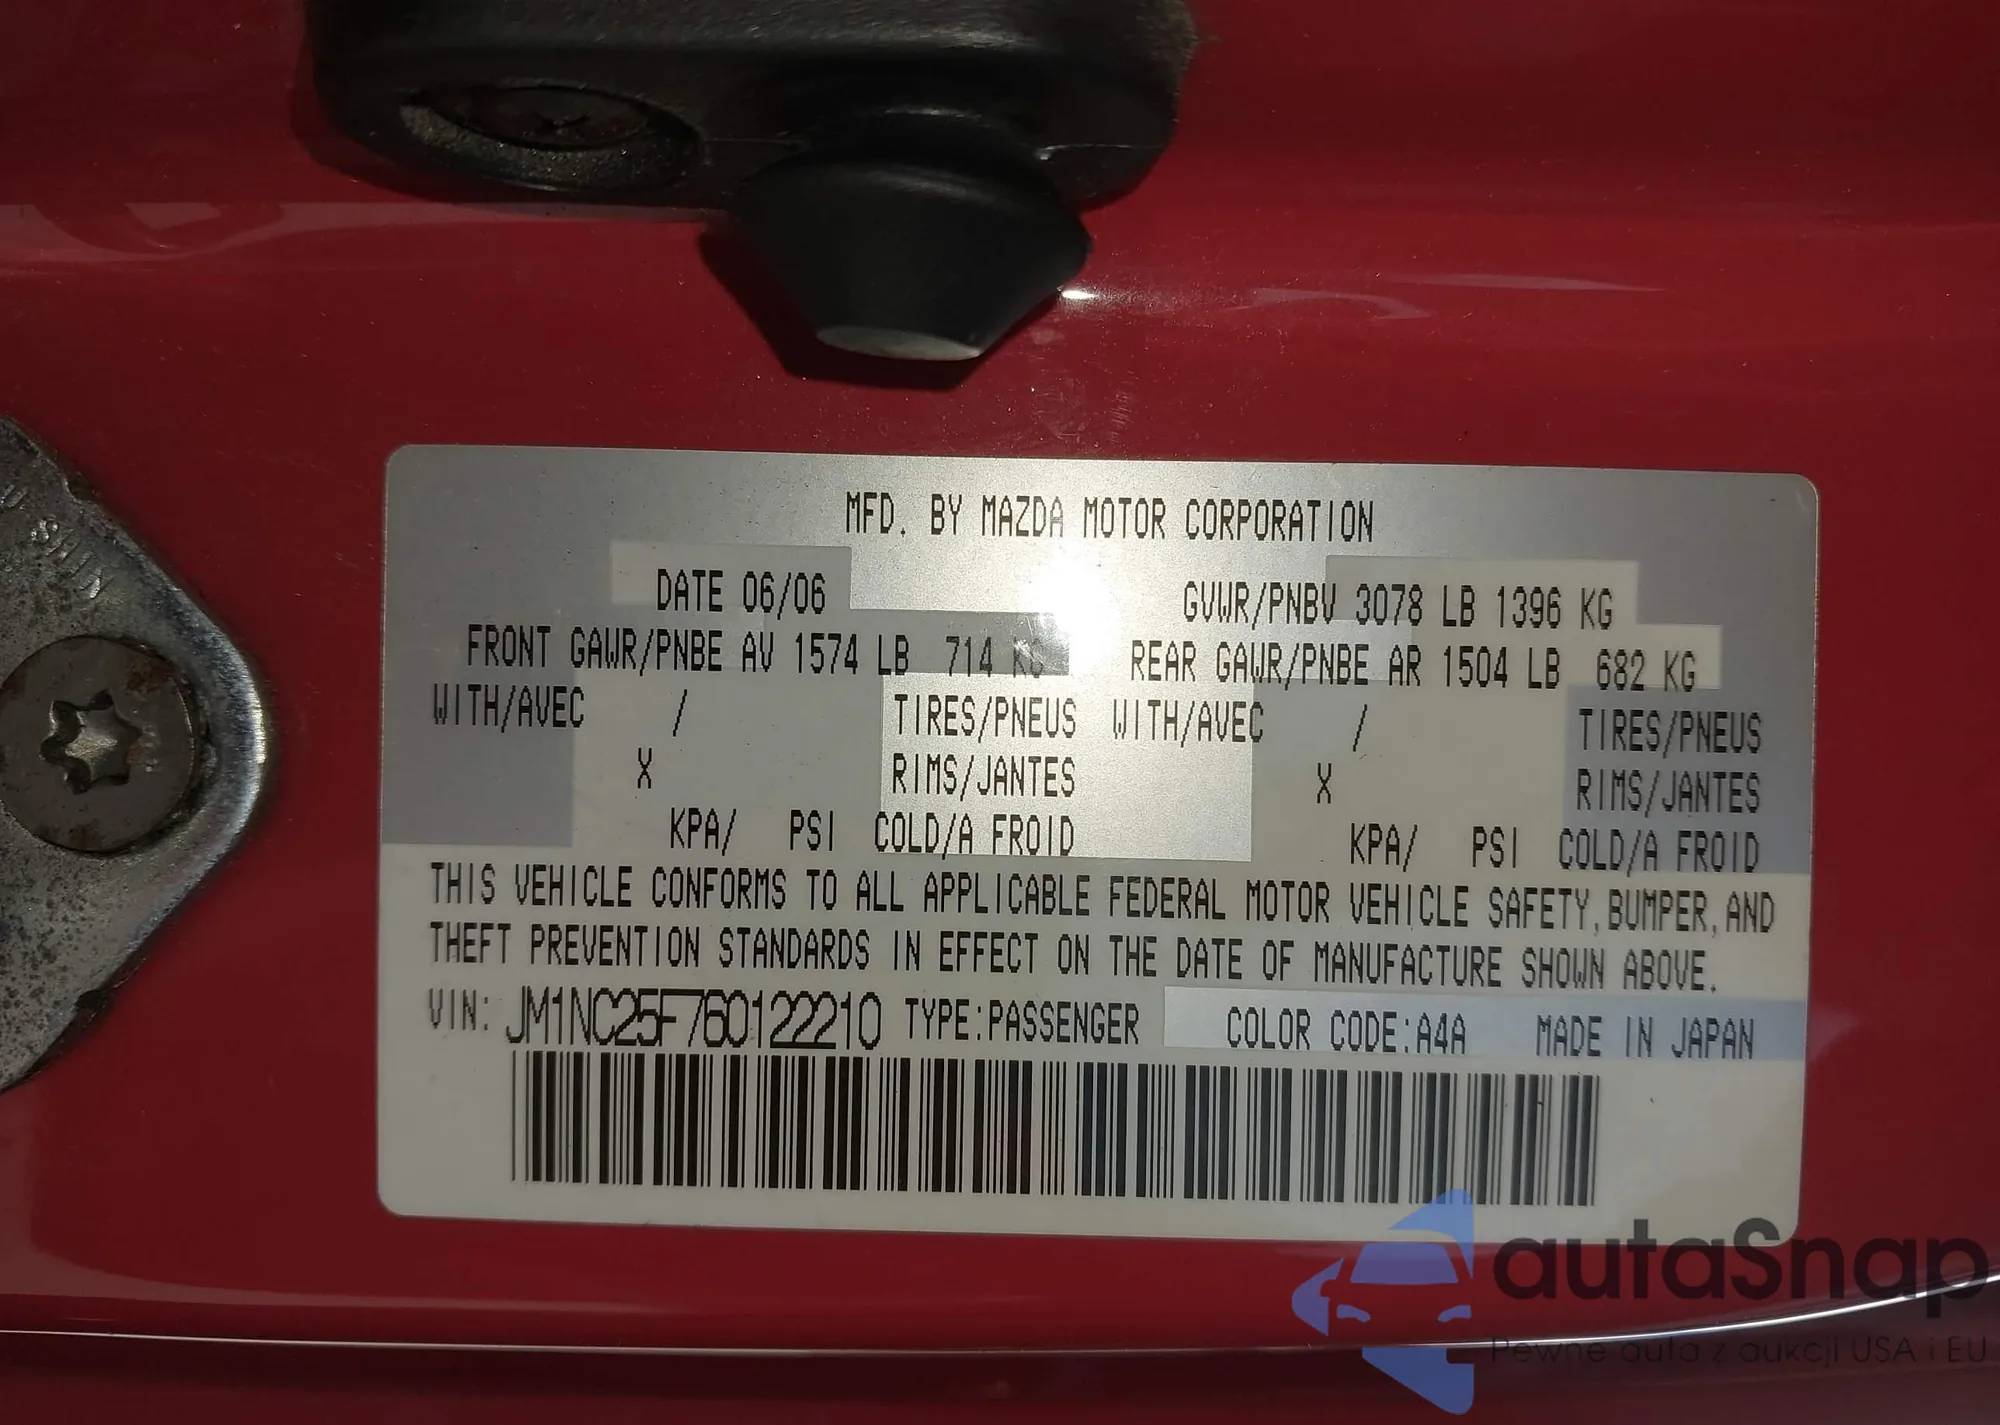 MFD. BY MAZDA MOTOR CORPORATION
DATE 06/06 GVWR/PNBV 3078 LB 1396 KG
FRONT GAWR/PNBE AV 1574 LB 714 KG REAR GAWR/PNBE AR 1504 LB 682 KG
WITH/AVEC / TIRES/PNEUS WITH/AVEC / TIRES/PNEUS
X RIMS/JANTES X RIMS/JANTES
KPA/ PSI COLD/A FROID KPA/ PSI COLD/A FROID
THIS VEHICLE CONFORMS TO ALL APPLICABLE FEDERAL MOTOR VEHICLE SAFETY, BUMPER, AND
THEFT PREVENTION STANDARDS IN EFFECT ON THE DATE OF MANUFACTURE SHOWN ABOVE.
VIN: JM1NC25F760122210 TYPE:PASSENGER COLOR CODE:A4A MADE IN JAPAN
autaSnap
Pewne auta z aukcji USA i EU